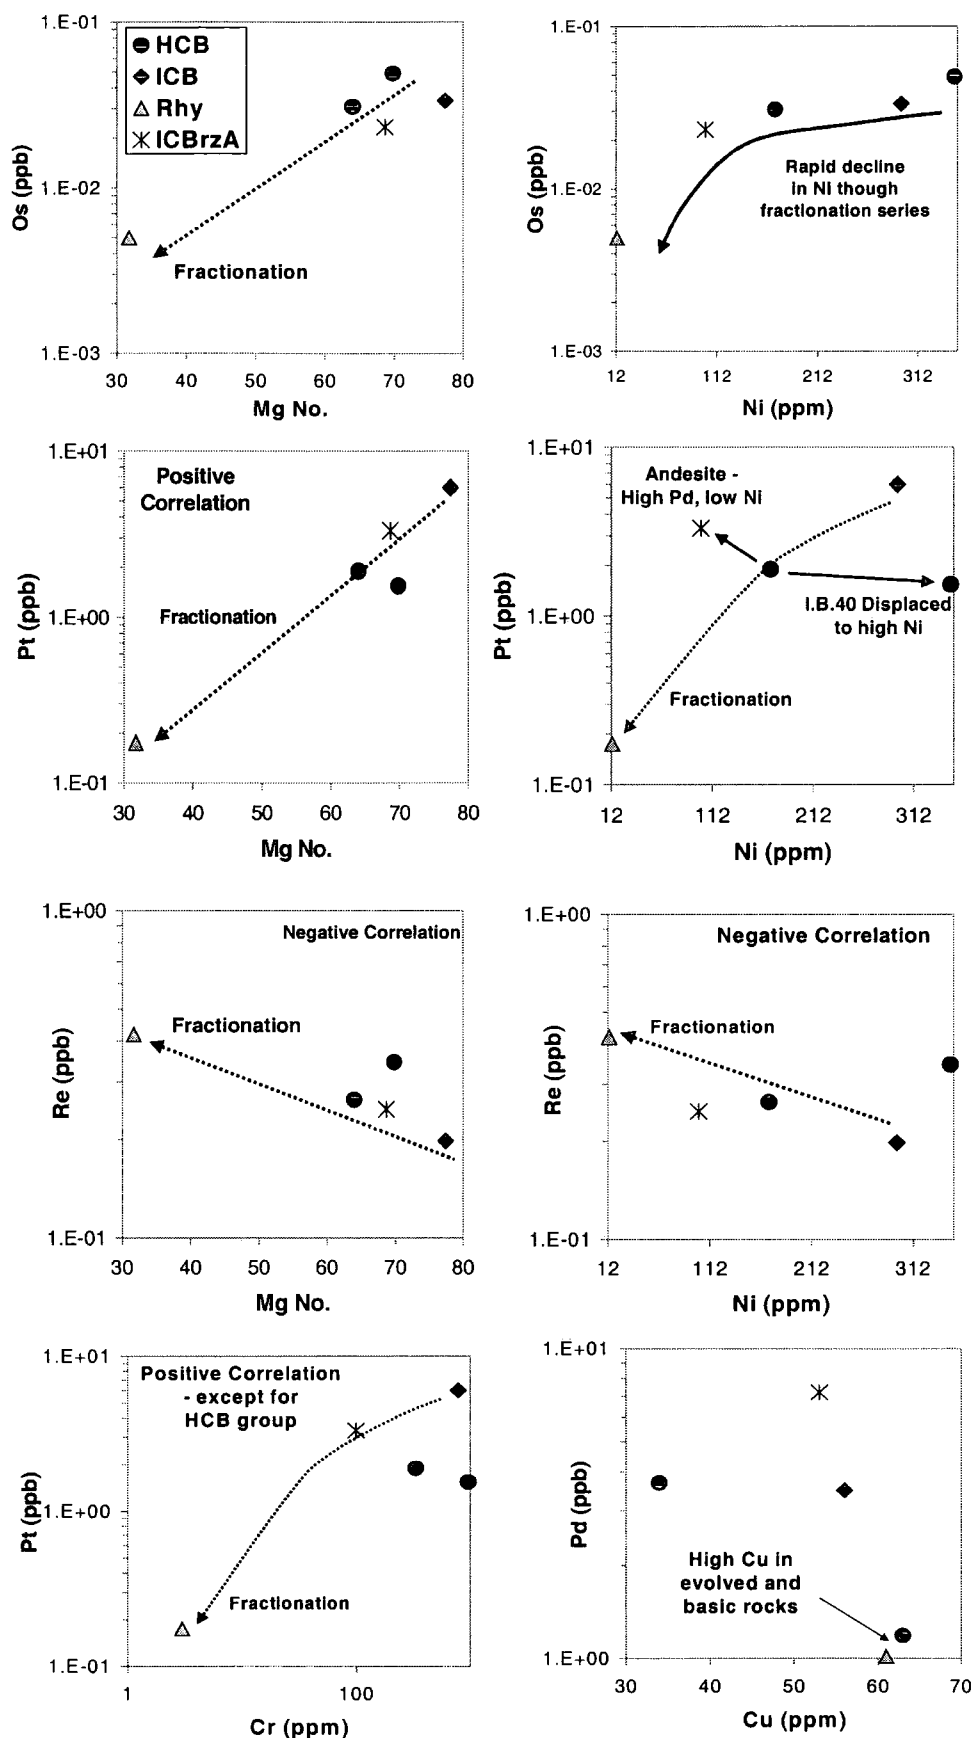 1.E-01
HCB
ICB
Rhy
ICBrzA
Os (ppb)
1.E-02
Fractionation
1.E-03
30 40 50 60 70 80
Mg No.
1.E-01
Os (ppb)
1.E-02
Rapid decline
in Ni though
fractionation series
1.E-03
12 112 212 312
Ni (ppm)
1.E+01
Positive
Correlation
Pt (ppb)
1.E+00
Fractionation
1.E-01
30 40 50 60 70 80
Mg No.
1.E+01
Andesite -
High Pd, low Ni
Pt (ppb)
1.E+00
I.B.40 Displaced
to high Ni
Fractionation
1.E-01
12 112 212 312
Ni (ppm)
1.E+00
Negative Correlation
Re (ppb)
Fractionation
1.E-01
30 40 50 60 70 80
Mg No.
1.E+00
Negative Correlation
Re (ppb)
Fractionation
1.E-01
12 112 212 312
Ni (ppm)
1.E+01
Positive Correlation
- except for
HCB group
Pt (ppb)
1.E+00
Fractionation
1.E-01
1 100
Cr (ppm)
1.E+01
Pd (ppb)
High Cu in
evolved and
basic rocks
1.E+00
30 40 50 60 70
Cu (ppm)